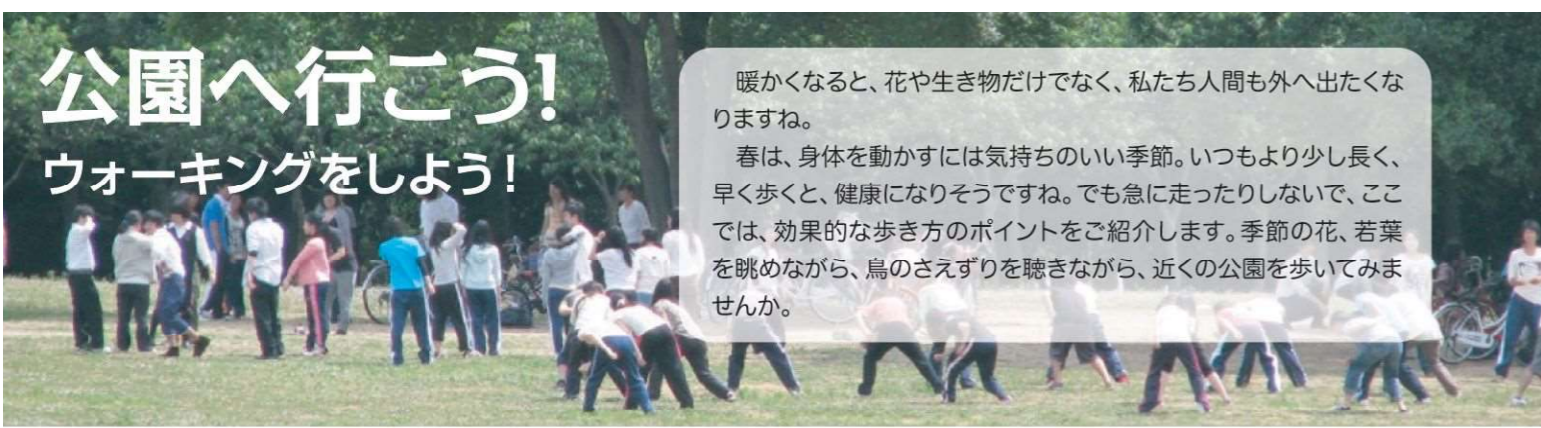 公園へ行こう!
ウォーキングをしよう!
暖かくなると、花や生き物だけでなく、私たち人間も外へ出たくな
りますね。
春は、身体を動かすには気持ちのいい季節。いつもより少し長く、
早く歩くと、健康になりそうですね。でも急に走ったりしないで、ここ
では、効果的な歩き方のポイントをご紹介します。季節の花、若葉
を眺めながら、鳥のさえずりを聴きながら、近くの公園を歩いてみま
せんか。